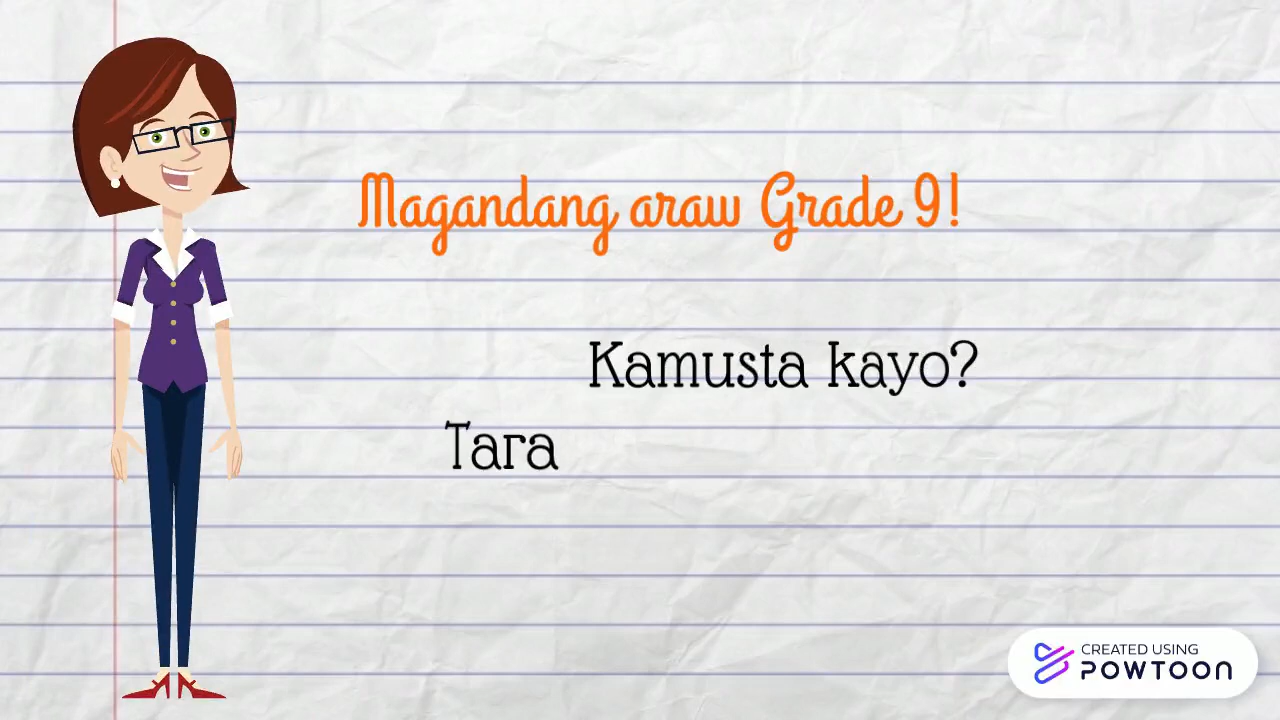 Magandang araw Grade 9!
Kamusta kayo?
Tara
CREATED USING
POWTOON